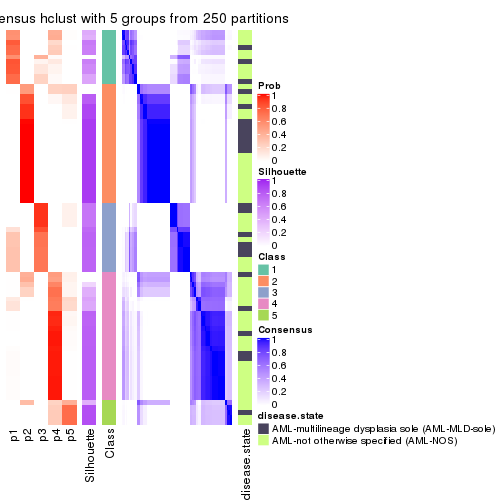 ensus hclust with 5 groups from 250 partitions
Prob
1
0.8
0.6
0.4
0.2
0
Silhouette
1
0.8
0.6
0.4
0.2
0
Class
1
2
3
4
5
Consensus
1
0.8
0.6
0.4
0.2
0
disease.state
AML-multilineage dysplasia sole (AML-MLD-sole)
AML-not otherwise specified (AML-NOS)
p1
p2
p3
p4
p5
Silhouette
Class
disease.state